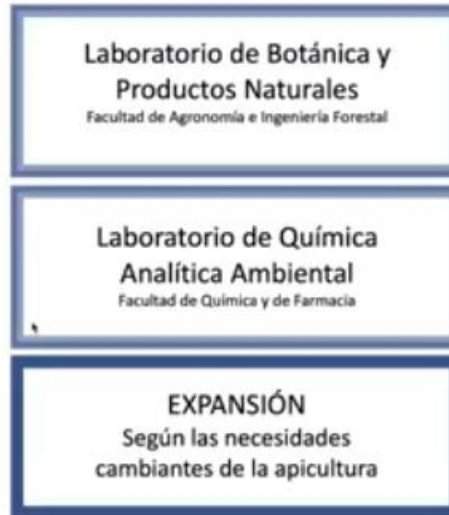 Laboratorio de Botánica y
Productos Naturales
Facultad de Agronomía e Ingeniería Forestal
Laboratorio de Química
Analítica Ambiental
Facultad de Química y de Farmacia
EXPANSIÓN
Según las necesidades
cambiantes de la apicultura